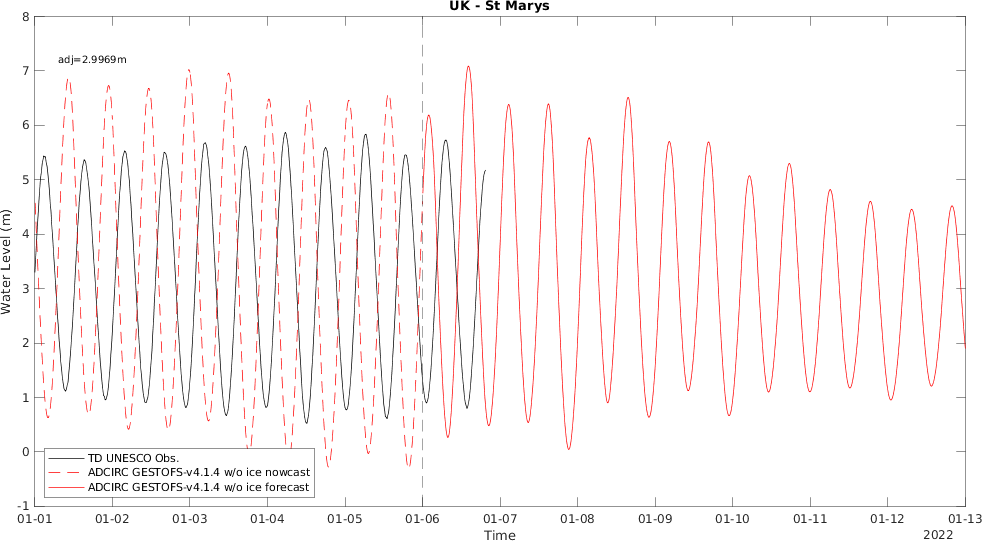 UK - St Marys
adj=2.9969m
8
7
6
5
4
3
2
1
0
-1
Water Level (m)
TD UNESCO Obs.
ADCIRC GESTOFS-v4.1.4 w/o ice nowcast
ADCIRC GESTOFS-v4.1.4 w/o ice forecast
01-01 01-02 01-03 01-04 01-05 01-06 01-07 01-08 01-09 01-10 01-11 01-12 01-13
Time
2022